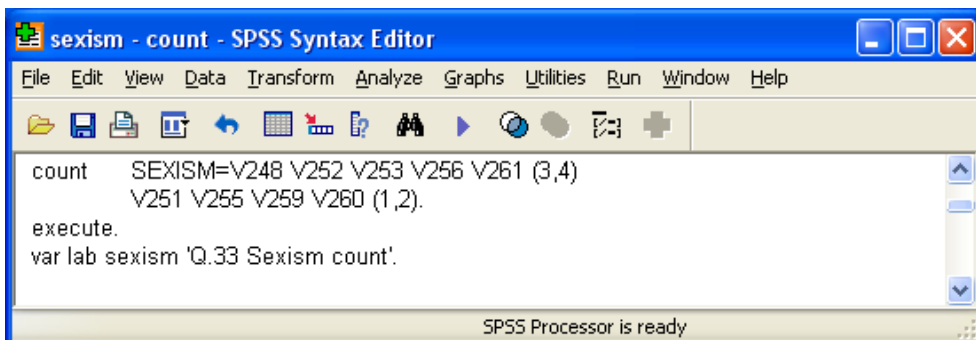 sexism - count - SPSS Syntax Editor
File Edit View Data Transform Analyze Graphs Utilities Run Window Help
count SEXISM=V248 V252 V253 V256 V261 (3,4)
V251 V255 V259 V260 (1,2).
execute.
var lab sexism 'Q.33 Sexism count'.
SPSS Processor is ready